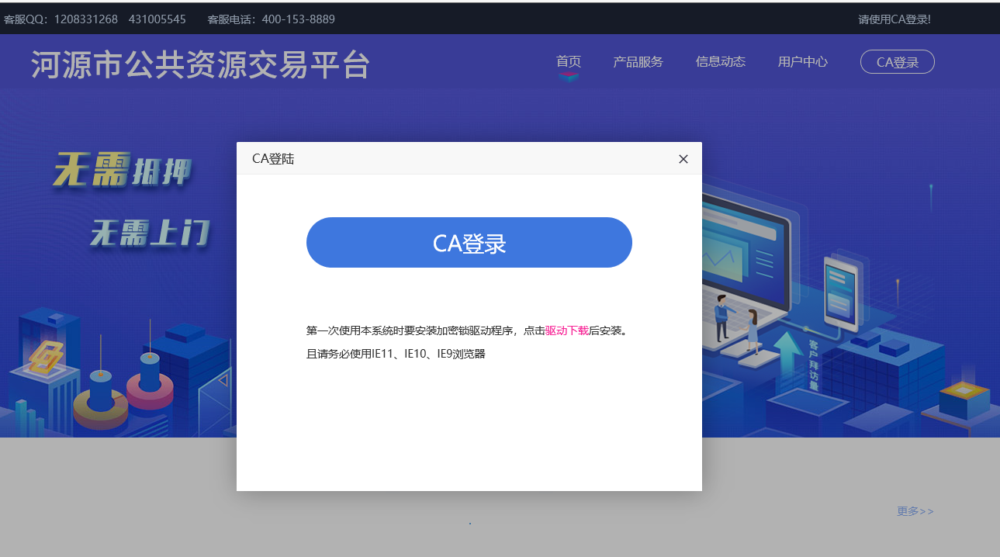 客服QQ：1208331268 431005545 客服电话：400-153-8889 请使用CA登录!
河源市公共资源交易平台 首页 产品服务 信息动态 用户中心 CA登录
无需抵押
无需上门
CA登陆
CA登录
第一次使用本系统时要安装加密锁驱动程序，点击驱动下载后安装。
且请务必使用IE11、IE10、IE9浏览器
客户拜访量
更多>>